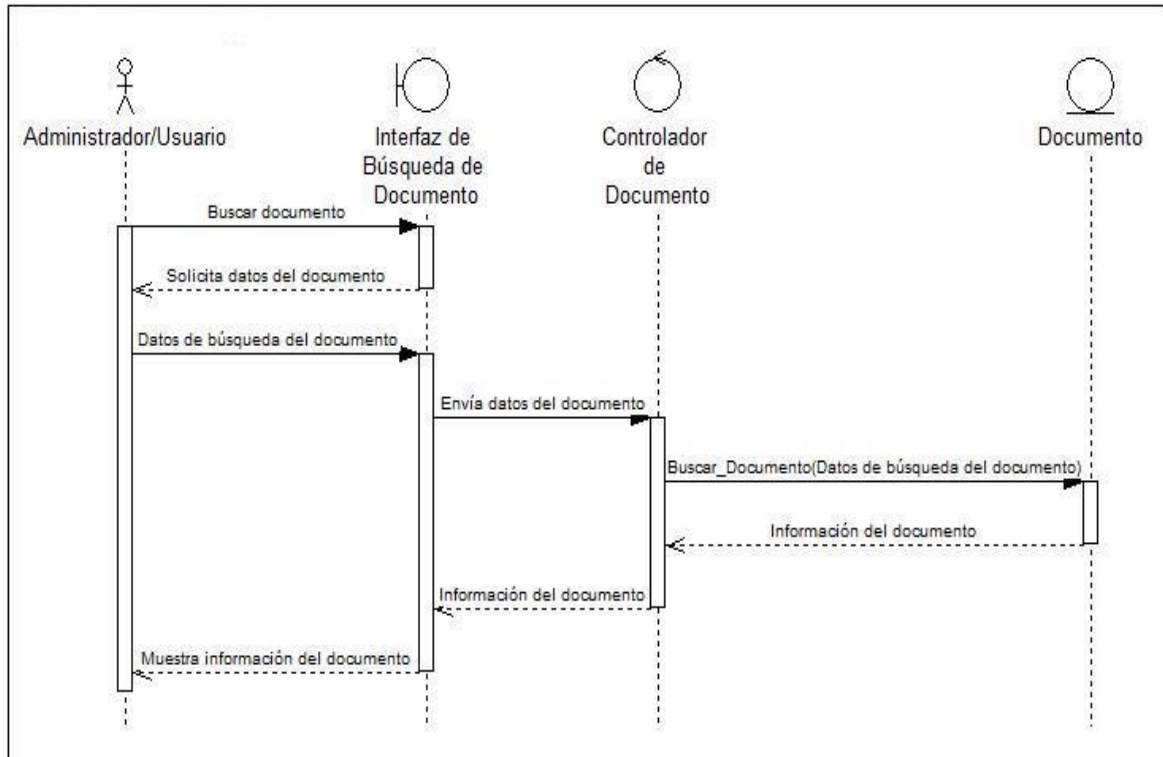 Administrador/Usuario
Interfaz de
Búsqueda de
Documento
Controlador
de
Documento
Documento
Buscar documento
Solicita datos del documento
Datos de búsqueda del documento
Envía datos del documento
Buscar_Documento(Datos de búsqueda del documento)
Información del documento
Información del documento
Muestra información del documento